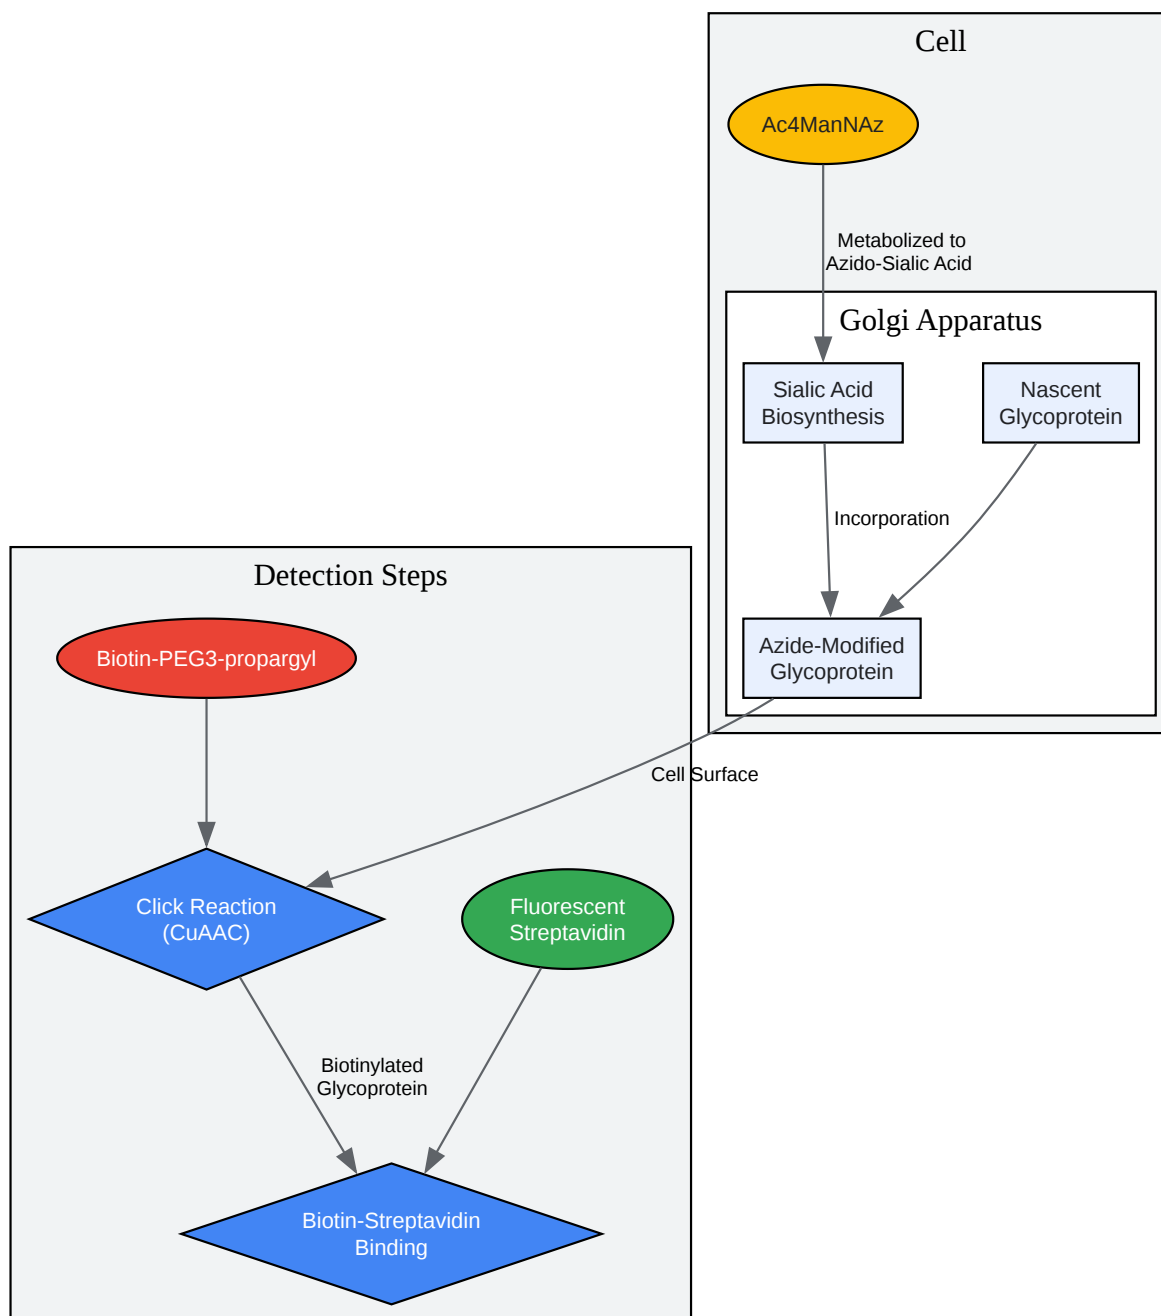 Cell
Ac4ManNAz
Metabolized to
Azido-Sialic Acid
Golgi Apparatus
Sialic Acid
Biosynthesis
Nascent
Glycoprotein
Incorporation
Azide-Modified
Glycoprotein
Cell Surface
Detection Steps
Biotin-PEG3-propargyl
Click Reaction
(CuAAC)
Fluorescent
Streptavidin
Biotinylated
Glycoprotein
Biotin-Streptavidin
Binding